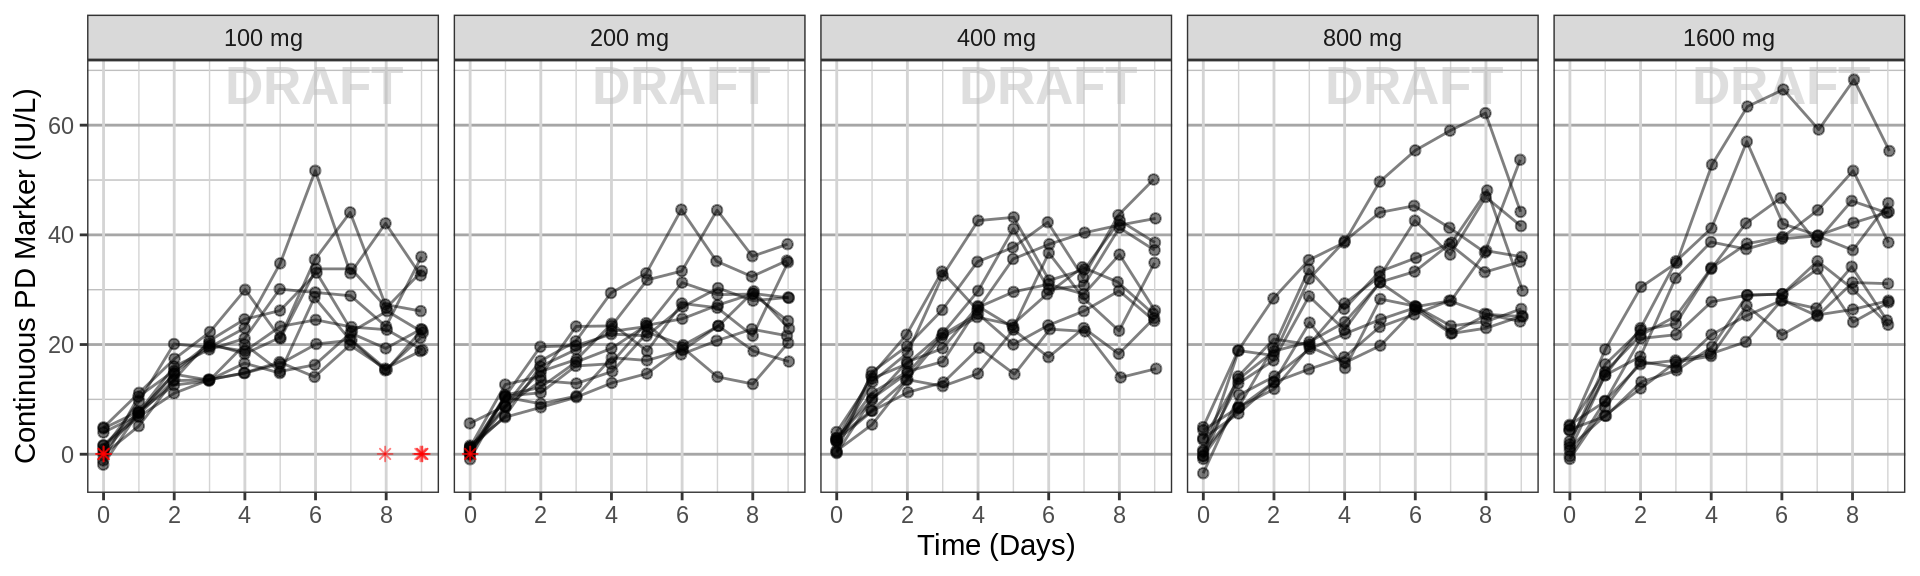 100 mg 200 mg 400 mg 800 mg 1600 mg
DRAFT DRAFT DRAFT DRAFT DRAFT
Continuous PD Marker (IU/L)
60
40
20
0
0 2 4 6 8 0 2 4 6 8 0 2 4 6 8 0 2 4 6 8 0 2 4 6 8
Time (Days)